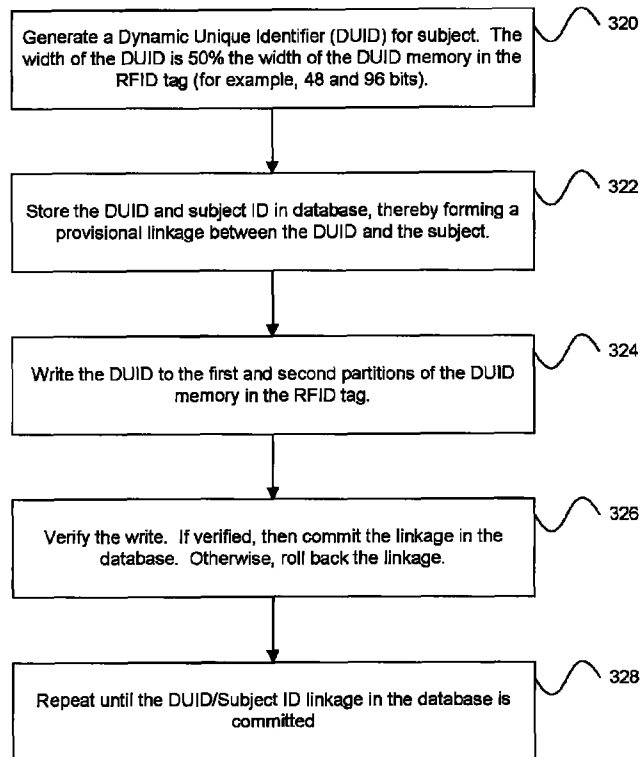 Generate a Dynamic Unique Identifier (DUID) for subject. The
width of the DUID is 50% the width of the DUID memory in the
RFID tag (for example, 48 and 96 bits).
320
Store the DUID and subject ID in database, thereby forming a
provisional linkage between the DUID and the subject.
322
Write the DUID to the first and second partitions of the DUID
memory in the RFID tag.
324
Verify the write. If verified, then commit the linkage in the
database. Otherwise, roll back the linkage.
326
Repeat until the DUID/Subject ID linkage in the database is
committed
328